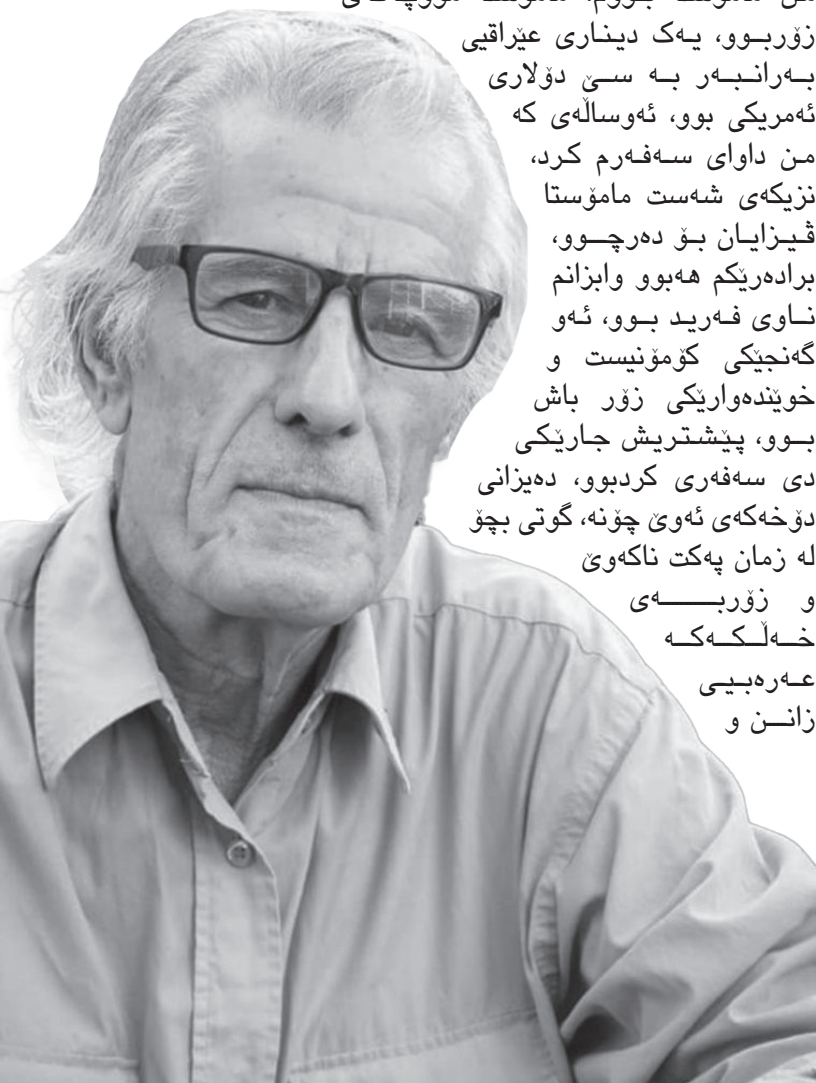 زۆربوو، یەک دیناری عێراقیی
بەرانبەر بە سێ دۆلاری
ئەمریکی بوو، ئەوساڵەی کە
من داوای سەفەرم کرد،
نزیکەی شەست مامۆستا
ڤیزایان بۆ دەرچوو،
برادەرێکم هەبوو وابزانم
ناوی فەرید بوو، ئەو
گەنجێکی کۆمۆنیست و
خوێندەوارێکی زۆر باش
بوو، پێشتریش جارێکی
دی سەفەری کردبوو، دەیزانی
دۆخەکەی ئەوێ چۆنە، گوتی بچۆ
لە زمان پەکت ناکەوێ
و زۆربەی
خەڵکەکە
عەرەبیی
زانن و